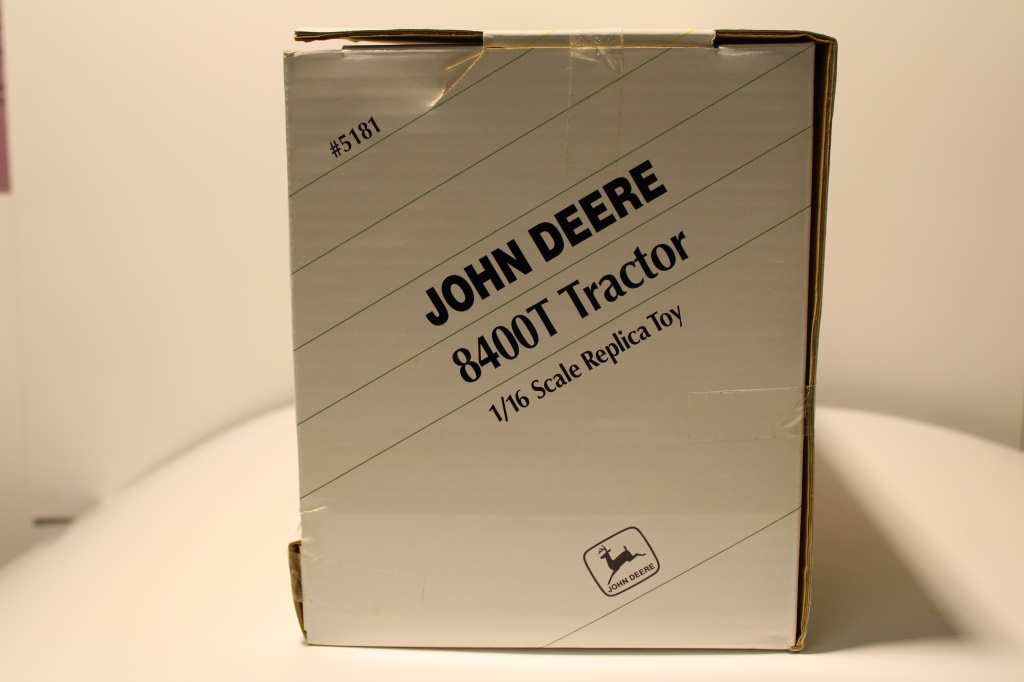 #5181
JOHN DEERE
8400T Tractor
1/16 Scale Replica Toy
JOHN DEERE